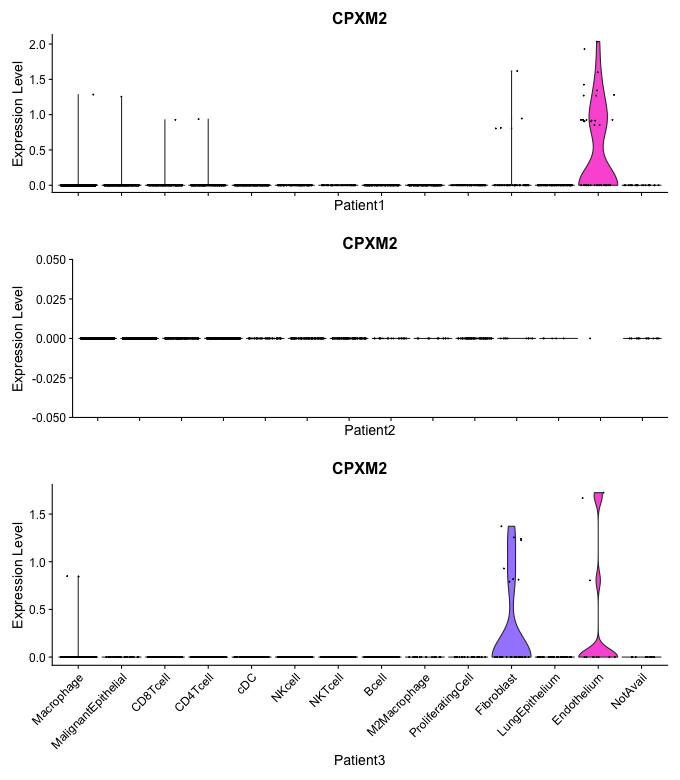 CPXM2
Expression Level
2.0
1.5
1.0
0.5
0.0
Patient1
CPXM2
Expression Level
0.050
0.025
0.000
-0.025
-0.050
Patient2
CPXM2
Expression Level
1.5
1.0
0.5
0.0
Macrophage
MalignantEpithelial
CD8Tcell
CD4Tcell
cDC
NKcell
NKTcell
Bcell
M2Macrophage
ProliferatingCell
Fibroblast
LungEpithelium
Endothelium
NotAvail
Patient3